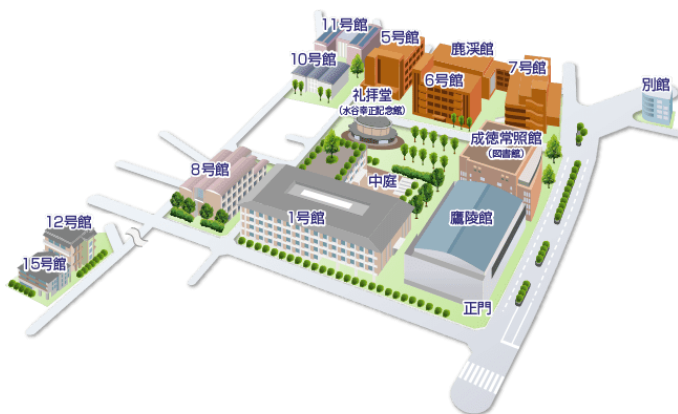 11号館
5号館
鹿渓館
7号館
10号館
6号館
別館
礼拝堂
(水谷幸正記念館)
成徳常照館
(図書館)
8号館
中庭
1号館
鷹陵館
12号館
15号館
正門